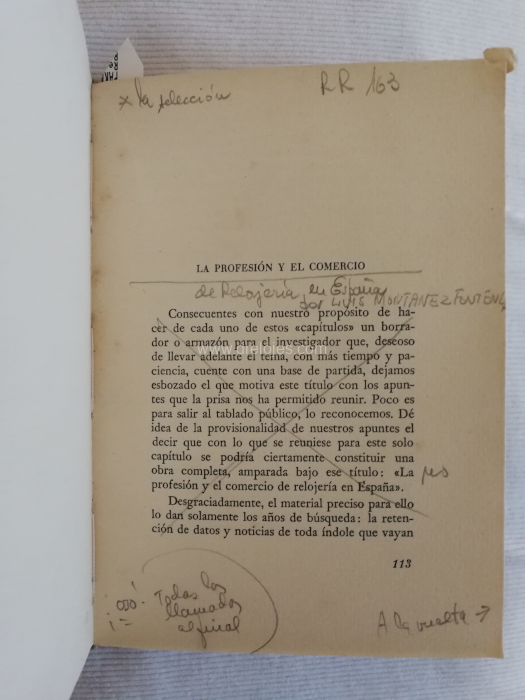 x la selección
RR 163
LA PROFESIÓN Y EL COMERCIO
de Relojería en España
por LUIS MONTAÑEZ FONTENLA
Consecuentes con nuestro propósito de ha-
cer de cada uno de estos «capítulos» un borra-
dor o armazón para el investigador que, deseoso
de llevar adelante el tema, con más tiempo y pa-
ciencia, cuente con una base de partida, dejamos
esbozado el que motiva este título con los apun-
tes que la prisa nos ha permitido reunir. Poco es
para salir al tablado público, lo reconocemos. Dé
idea de la provisionalidad de nuestros apuntes el
decir que con lo que se reuniese para este solo
capítulo se podría ciertamente constituir una
obra completa, amparada bajo ese título: «La
profesión y el comercio de relojería en España».
Desgraciadamente, el material preciso para ello
lo dan solamente los años de búsqueda: la reten-
ción de datos y noticias de toda índole que vayan
113
Todas las
llamadas
al final
A la vuelta →